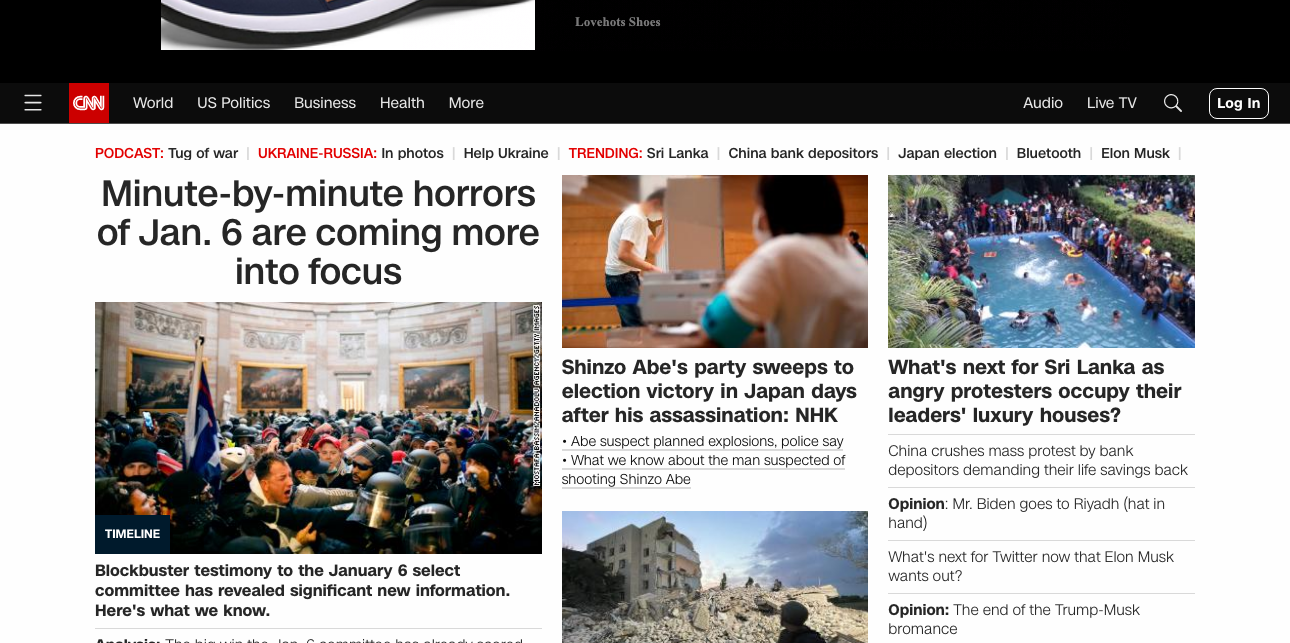 Lovehots Shoes
CNN
World
US Politics
Business
Health
More
Audio
Live TV
Log In
PODCAST: Tug of war | UKRAINE-RUSSIA: In photos | Help Ukraine | TRENDING: Sri Lanka | China bank depositors | Japan election | Bluetooth | Elon Musk |
Minute-by-minute horrors
of Jan. 6 are coming more
into focus
MOSTAFA BASSIM/ANADOLU AGENCY/GETTY IMAGES
TIMELINE
Blockbuster testimony to the January 6 select
committee has revealed significant new information.
Here's what we know.
Analysis: The big win the Jan. 6 committee has already scored
Shinzo Abe's party sweeps to
election victory in Japan days
after his assassination: NHK
• Abe suspect planned explosions, police say
• What we know about the man suspected of
shooting Shinzo Abe
What's next for Sri Lanka as
angry protesters occupy their
leaders' luxury houses?
China crushes mass protest by bank
depositors demanding their life savings back
Opinion: Mr. Biden goes to Riyadh (hat in
hand)
What's next for Twitter now that Elon Musk
wants out?
Opinion: The end of the Trump-Musk
bromance